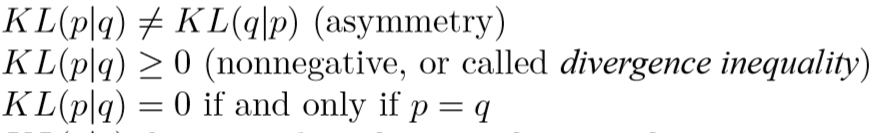 KL(p|q) ≠ KL(q|p) (asymmetry)
KL(p|q) ≥ 0 (nonnegative, or called divergence inequality)
KL(p|q) = 0 if and only if p = q